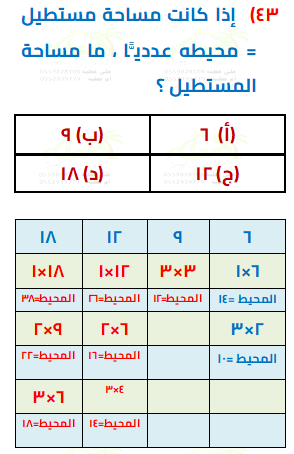 ٤٣) إذا كانت مساحة مستطيل
= محيطه عدديـًّا ، ما مساحة
المستطيل ؟
(أ) ٦ (ب) ٩
(ج) ١٢ (د) ١٨
٦ ٩ ١٢ ١٨
٦×١ ٣×٣ ١٢×١ ١٨×١
المحيط =١٤ المحيط=١٢ المحيط=٢٦ المحيط=٣٨
٢×٣ ٦×٢ ٩×٢
المحيط =١٠ المحيط=١٦ المحيط=٢٢
٤×٣ ٦×٣
المحيط=١٤ المحيط=١٨